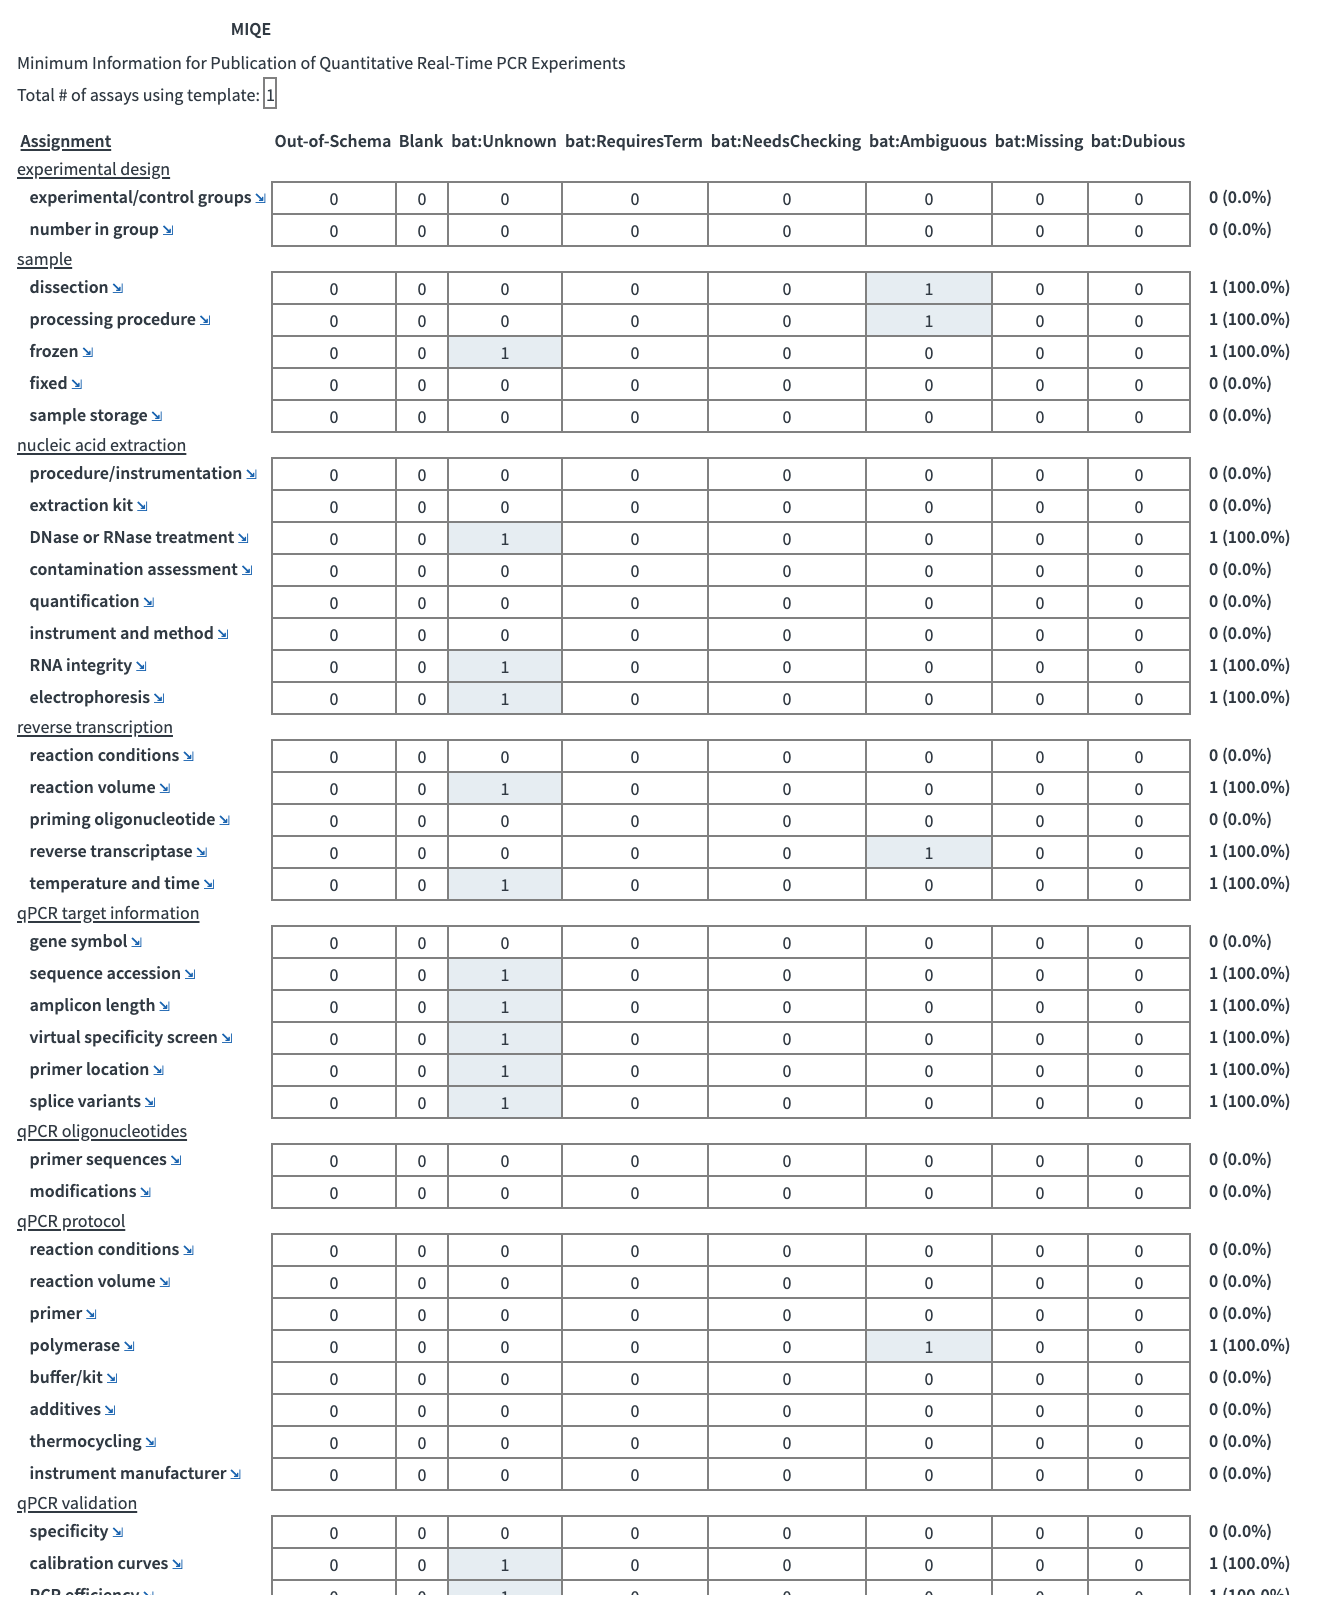 MIQE
Minimum Information for Publication of Quantitative Real-Time PCR Experiments
Total # of assays using template: 1
Assignment Out-of-Schema Blank bat:Unknown bat:RequiresTerm bat:NeedsChecking bat:Ambiguous bat:Missing bat:Dubious
experimental design
experimental/control groups 0 0 0 0 0 0 0 0 0 (0.0%)
number in group 0 0 0 0 0 0 0 0 0 (0.0%)
sample
dissection 0 0 0 0 0 1 0 0 1 (100.0%)
processing procedure 0 0 0 0 0 1 0 0 1 (100.0%)
frozen 0 0 1 0 0 0 0 0 1 (100.0%)
fixed 0 0 0 0 0 0 0 0 0 (0.0%)
sample storage 0 0 0 0 0 0 0 0 0 (0.0%)
nucleic acid extraction
procedure/instrumentation 0 0 0 0 0 0 0 0 0 (0.0%)
extraction kit 0 0 0 0 0 0 0 0 0 (0.0%)
DNase or RNase treatment 0 0 1 0 0 0 0 0 1 (100.0%)
contamination assessment 0 0 0 0 0 0 0 0 0 (0.0%)
quantification 0 0 0 0 0 0 0 0 0 (0.0%)
instrument and method 0 0 0 0 0 0 0 0 0 (0.0%)
RNA integrity 0 0 1 0 0 0 0 0 1 (100.0%)
electrophoresis 0 0 1 0 0 0 0 0 1 (100.0%)
reverse transcription
reaction conditions 0 0 0 0 0 0 0 0 0 (0.0%)
reaction volume 0 0 1 0 0 0 0 0 1 (100.0%)
priming oligonucleotide 0 0 0 0 0 0 0 0 0 (0.0%)
reverse transcriptase 0 0 0 0 0 1 0 0 1 (100.0%)
temperature and time 0 0 1 0 0 0 0 0 1 (100.0%)
qPCR target information
gene symbol 0 0 0 0 0 0 0 0 0 (0.0%)
sequence accession 0 0 1 0 0 0 0 0 1 (100.0%)
amplicon length 0 0 1 0 0 0 0 0 1 (100.0%)
virtual specificity screen 0 0 1 0 0 0 0 0 1 (100.0%)
primer location 0 0 1 0 0 0 0 0 1 (100.0%)
splice variants 0 0 1 0 0 0 0 0 1 (100.0%)
qPCR oligonucleotides
primer sequences 0 0 0 0 0 0 0 0 0 (0.0%)
modifications 0 0 0 0 0 0 0 0 0 (0.0%)
qPCR protocol
reaction conditions 0 0 0 0 0 0 0 0 0 (0.0%)
reaction volume 0 0 0 0 0 0 0 0 0 (0.0%)
primer 0 0 0 0 0 0 0 0 0 (0.0%)
polymerase 0 0 0 0 0 1 0 0 1 (100.0%)
buffer/kit 0 0 0 0 0 0 0 0 0 (0.0%)
additives 0 0 0 0 0 0 0 0 0 (0.0%)
thermocycling 0 0 0 0 0 0 0 0 0 (0.0%)
instrument manufacturer 0 0 0 0 0 0 0 0 0 (0.0%)
qPCR validation
specificity 0 0 0 0 0 0 0 0 0 (0.0%)
calibration curves 0 0 1 0 0 0 0 0 1 (100.0%)
PCR efficiency 0 0 1 0 0 0 0 0 1 (100.0%)